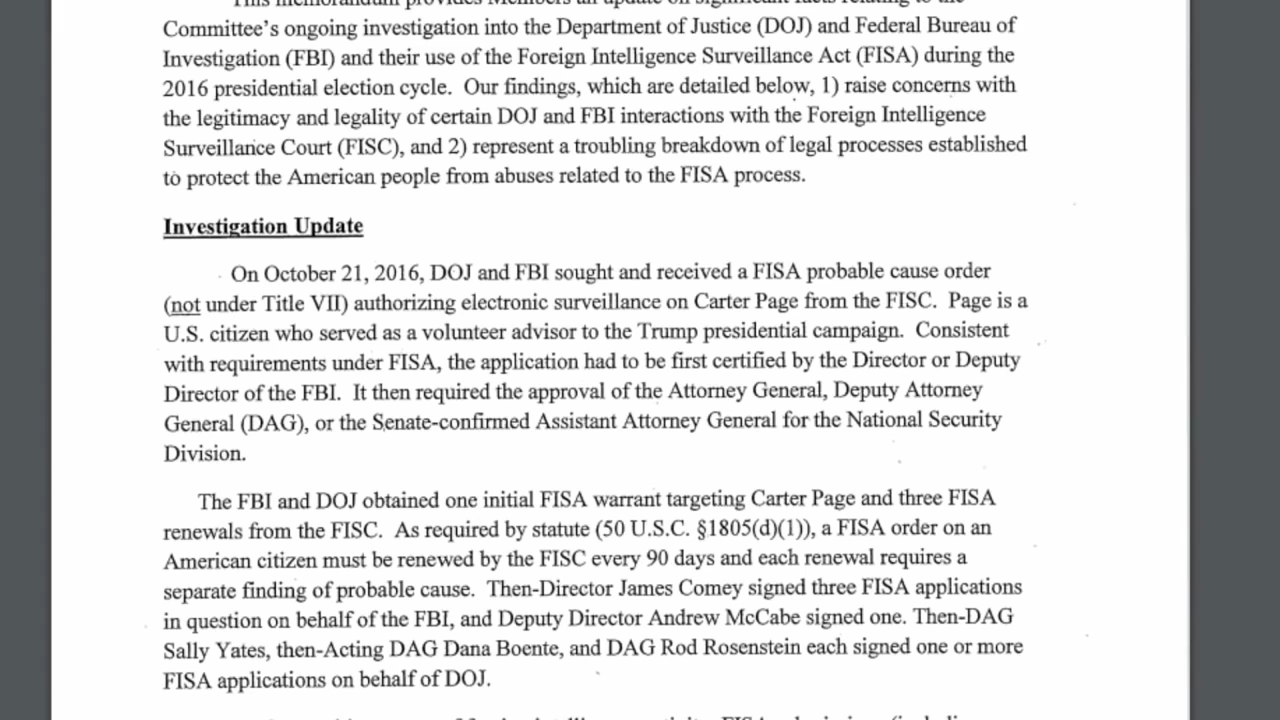 This memorandum provides Members an update on significant facts relating to the
Committee's ongoing investigation into the Department of Justice (DOJ) and Federal Bureau of
Investigation (FBI) and their use of the Foreign Intelligence Surveillance Act (FISA) during the
2016 presidential election cycle.  Our findings, which are detailed below, 1) raise concerns with
the legitimacy and legality of certain DOJ and FBI interactions with the Foreign Intelligence
Surveillance Court (FISC), and 2) represent a troubling breakdown of legal processes established
to protect the American people from abuses related to the FISA process.
Investigation Update
On October 21, 2016, DOJ and FBI sought and received a FISA probable cause order
(not under Title VII) authorizing electronic surveillance on Carter Page from the FISC.  Page is a
U.S. citizen who served as a volunteer advisor to the Trump presidential campaign.  Consistent
with requirements under FISA, the application had to be first certified by the Director or Deputy
Director of the FBI.  It then required the approval of the Attorney General, Deputy Attorney
General (DAG), or the Senate-confirmed Assistant Attorney General for the National Security
Division.
The FBI and DOJ obtained one initial FISA warrant targeting Carter Page and three FISA
renewals from the FISC.  As required by statute (50 U.S.C. §1805(d)(1)), a FISA order on an
American citizen must be renewed by the FISC every 90 days and each renewal requires a
separate finding of probable cause.  Then-Director James Comey signed three FISA applications
in question on behalf of the FBI, and Deputy Director Andrew McCabe signed one. Then-DAG
Sally Yates, then-Acting DAG Dana Boente, and DAG Rod Rosenstein each signed one or more
FISA applications on behalf of DOJ.